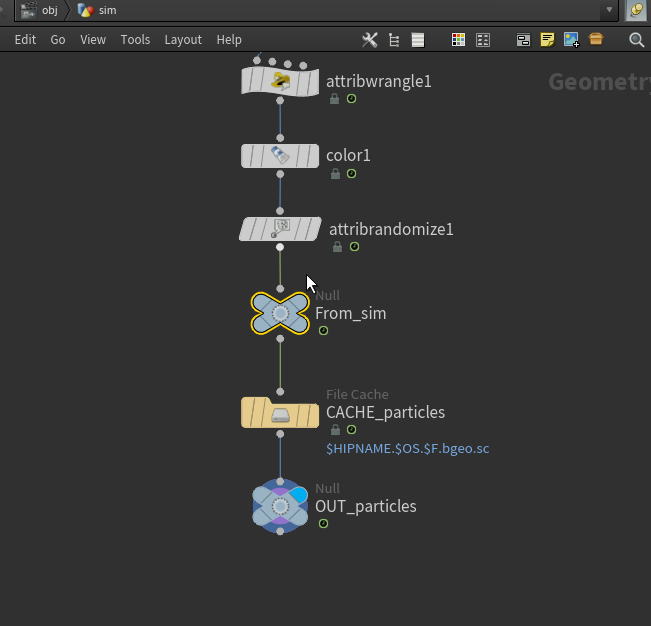 obj
sim
Edit Go View Tools Layout Help
Geometry
attribwrangle1
color1
attribrandomize1
Null
From_sim
File Cache
CACHE_particles
$HIPNAME.$OS.$F.bgeo.sc
Null
OUT_particles